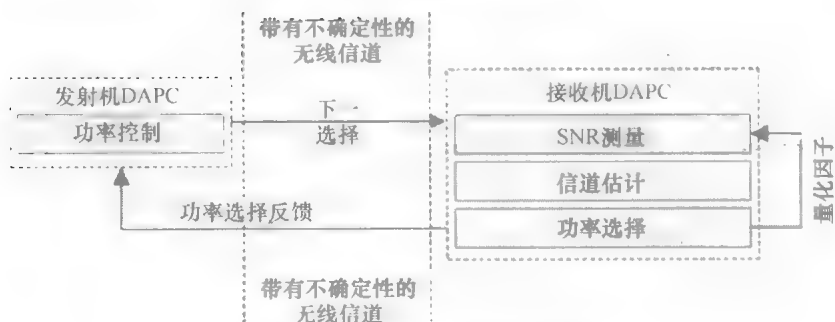 带有不确定性的
无线信道
发射机DAPC
功率控制
下一
选择
接收机DAPC
SNR测量
信道估计
功率选择
量化因子
功率选择反馈
带有不确定性的
无线信道